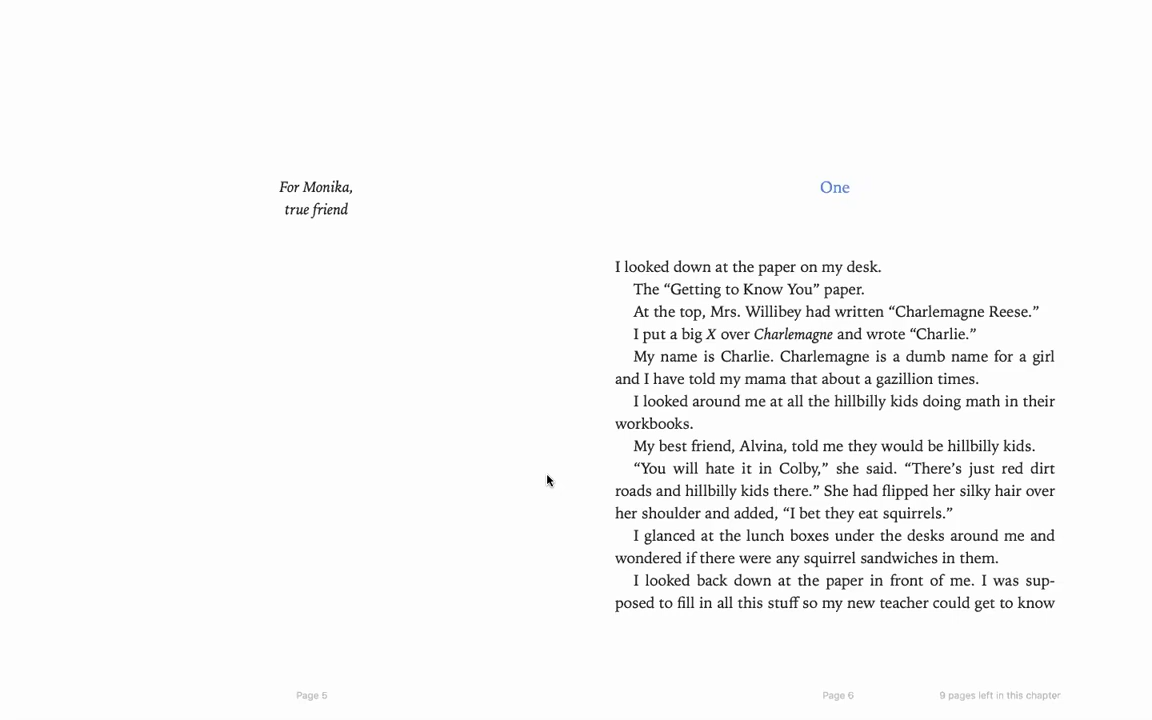 For Monika,
true friend
Page 5
One
I looked down at the paper on my desk.
The “Getting to Know You” paper.
At the top, Mrs. Willibey had written “Charlemagne Reese.”
I put a big X over Charlemagne and wrote “Charlie.”
My name is Charlie. Charlemagne is a dumb name for a girl
and I have told my mama that about a gazillion times.
I looked around me at all the hillbilly kids doing math in their
workbooks.
My best friend, Alvina, told me they would be hillbilly kids.
“You will hate it in Colby,” she said. “There’s just red dirt
roads and hillbilly kids there.” She had flipped her silky hair over
her shoulder and added, “I bet they eat squirrels.”
I glanced at the lunch boxes under the desks around me and
wondered if there were any squirrel sandwiches in them.
I looked back down at the paper in front of me. I was sup-
posed to fill in all this stuff so my new teacher could get to know
Page 6
9 pages left in this chapter